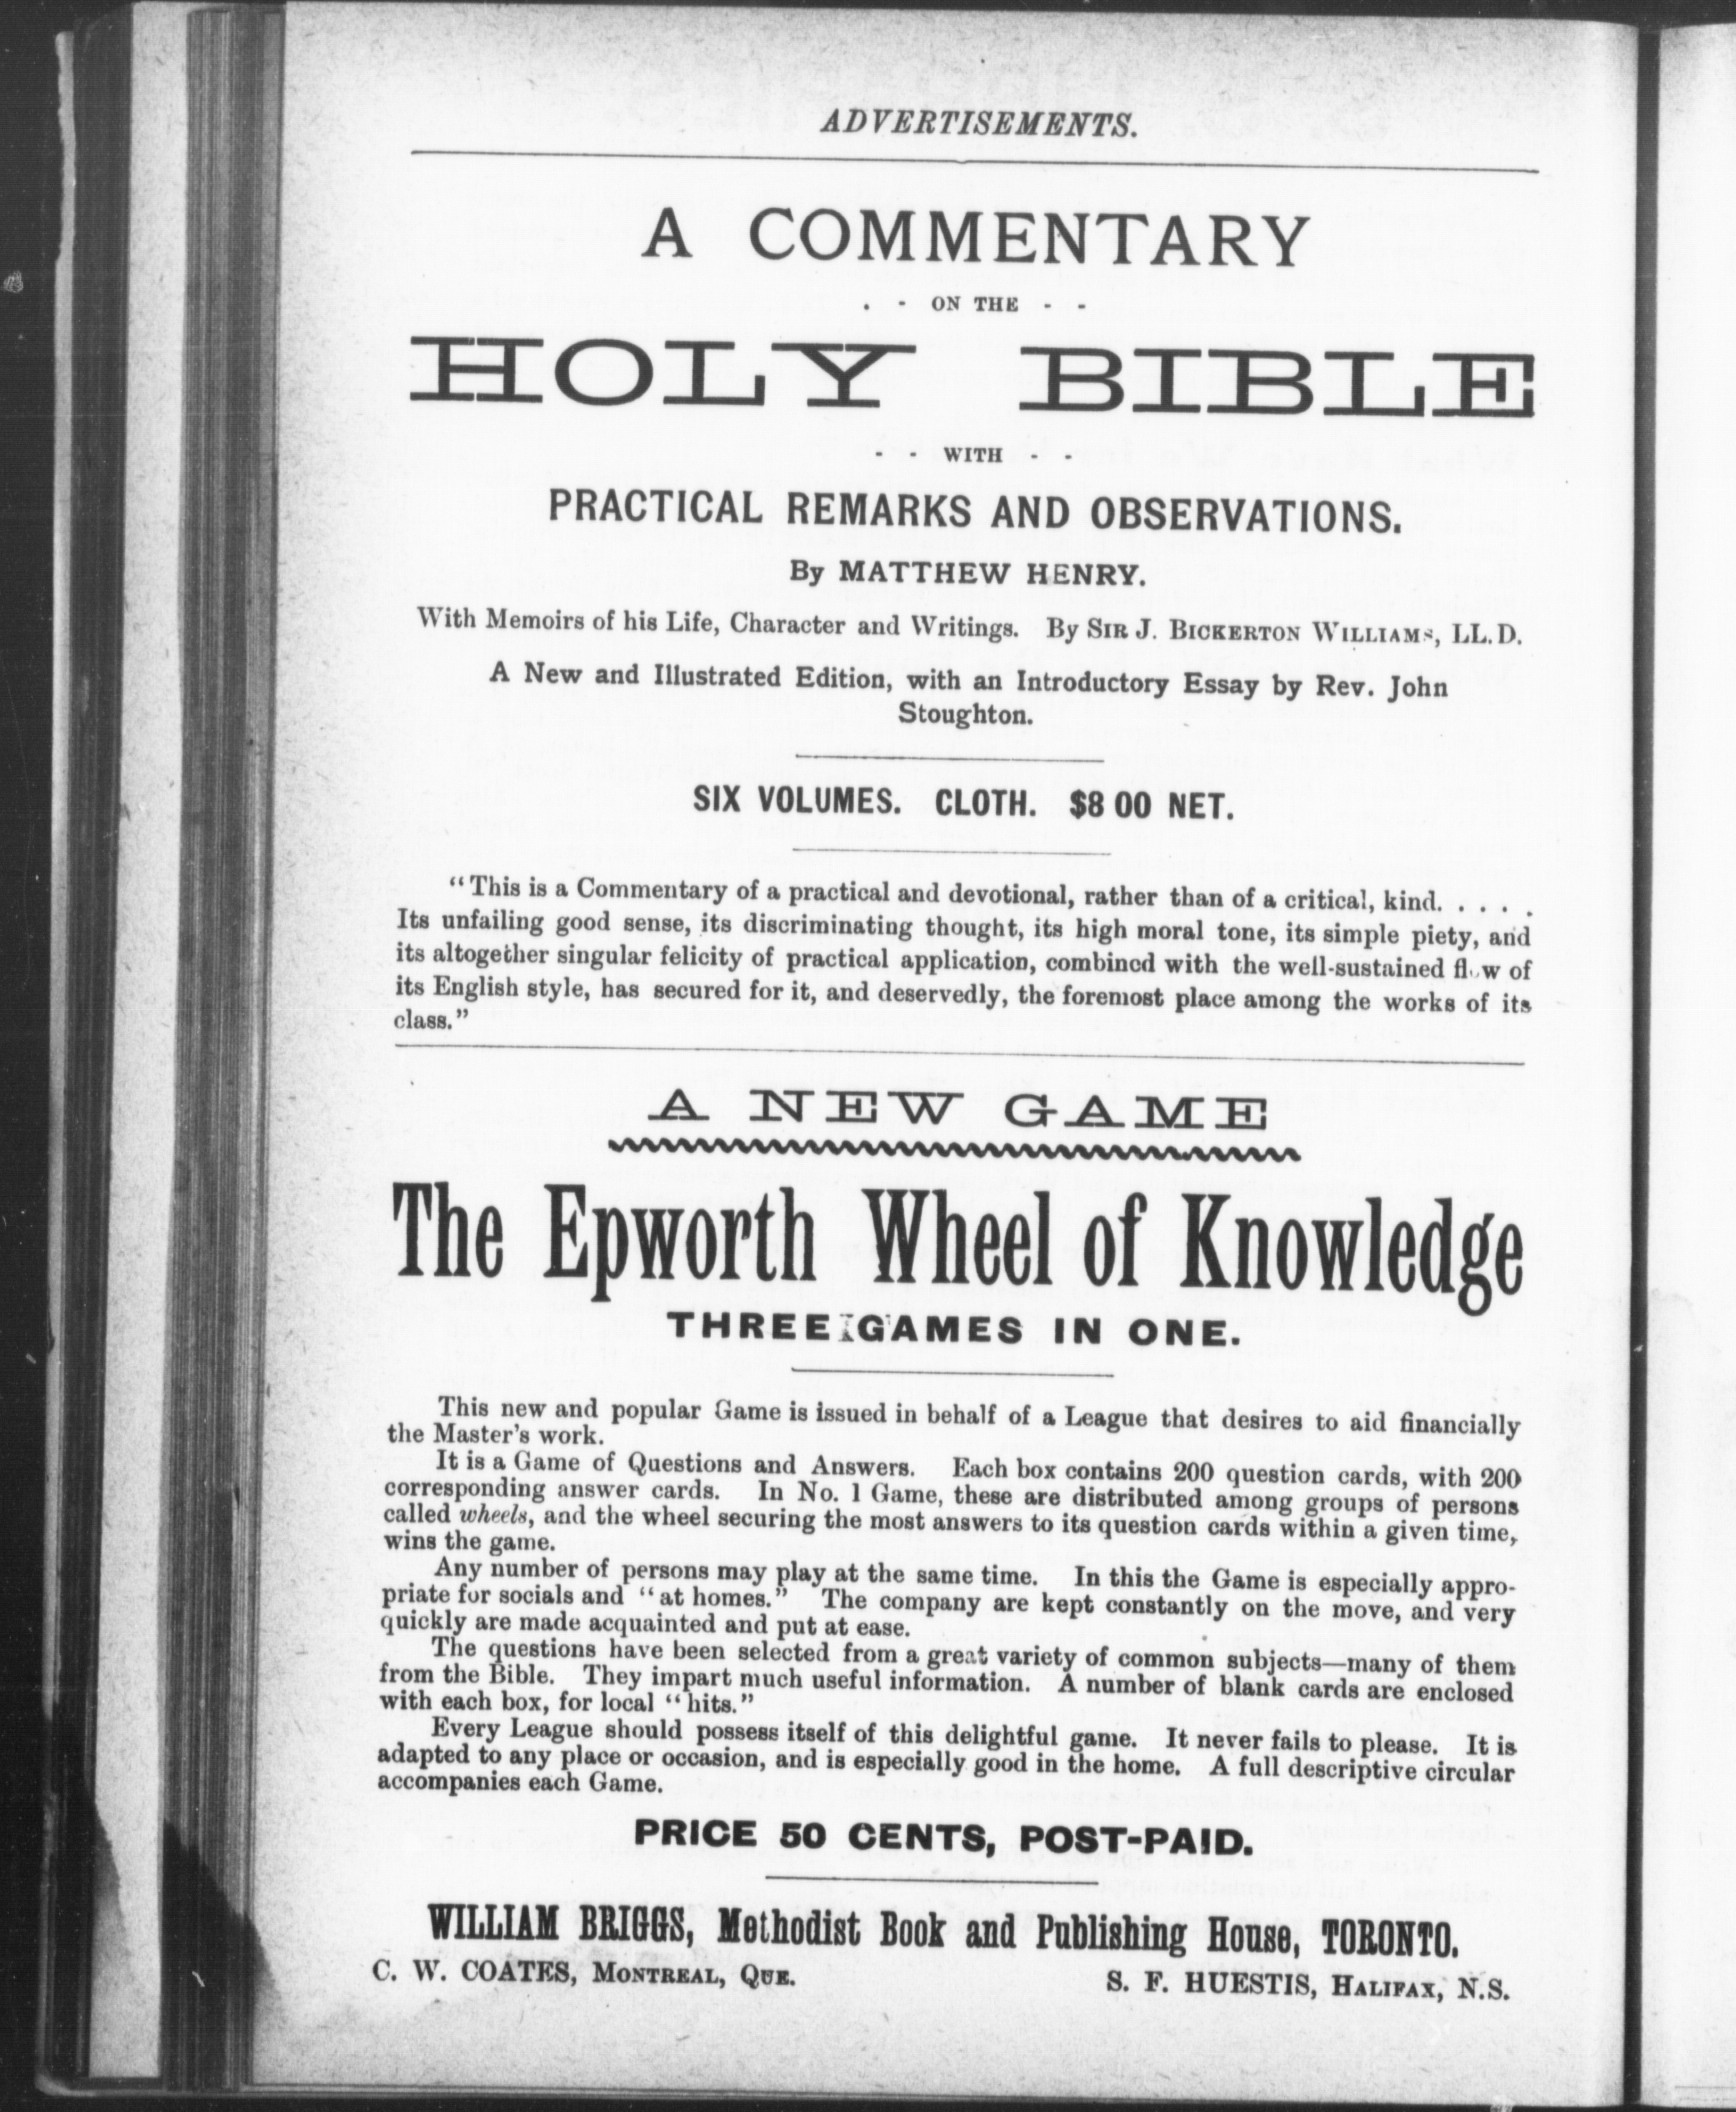 ADVERTISEMENTS.
A COMMENTARY
. - ON THE - -
HOLY BIBLE
- - WITH - -
PRACTICAL REMARKS AND OBSERVATIONS.
By MATTHEW HENRY.
With Memoirs of his Life, Character and Writings. By SIR J. BICKERTON WILLIAMS, LL.D.
A New and Illustrated Edition, with an Introductory Essay by Rev. John
Stoughton.
SIX VOLUMES. CLOTH. $8 00 NET.
"This is a Commentary of a practical and devotional, rather than of a critical, kind. . . . .
Its unfailing good sense, its discriminating thought, its high moral tone, its simple piety, and
its altogether singular felicity of practical application, combined with the well-sustained flow of
its English style, has secured for it, and deservedly, the foremost place among the works of its
class."
A NEW GAME
The Epworth Wheel of Knowledge
THREE GAMES IN ONE.
This new and popular Game is issued in behalf of a League that desires to aid financially
the Master's work.
It is a Game of Questions and Answers. Each box contains 200 question cards, with 200
corresponding answer cards. In No. 1 Game, these are distributed among groups of persons
called wheels, and the wheel securing the most answers to its question cards within a given time,
wins the game.
Any number of persons may play at the same time. In this the Game is especially appro-
priate for socials and "at homes." The company are kept constantly on the move, and very
quickly are made acquainted and put at ease.
The questions have been selected from a great variety of common subjects—many of them
from the Bible. They impart much useful information. A number of blank cards are enclosed
with each box, for local "hits."
Every League should possess itself of this delightful game. It never fails to please. It is
adapted to any place or occasion, and is especially good in the home. A full descriptive circular
accompanies each Game.
PRICE 50 CENTS, POST-PAID.
WILLIAM BRIGGS, Methodist Book and Publishing House, TORONTO.
C. W. COATES, MONTREAL, QUE.
S. F. HUESTIS, HALIFAX, N.S.